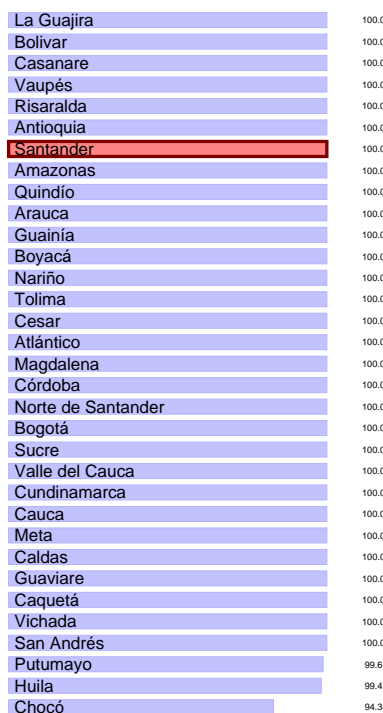 La Guajira 100.0
Bolivar 100.0
Casanare 100.0
Vaupés 100.0
Risaralda 100.0
Antioquia 100.0
Santander 100.0
Amazonas 100.0
Quindío 100.0
Arauca 100.0
Guainía 100.0
Boyacá 100.0
Nariño 100.0
Tolima 100.0
Cesar 100.0
Atlántico 100.0
Magdalena 100.0
Córdoba 100.0
Norte de Santander 100.0
Bogotá 100.0
Sucre 100.0
Valle del Cauca 100.0
Cundinamarca 100.0
Cauca 100.0
Meta 100.0
Caldas 100.0
Guaviare 100.0
Caquetá 100.0
Vichada 100.0
San Andrés 100.0
Putumayo 99.6
Huila 99.4
Chocó 94.3